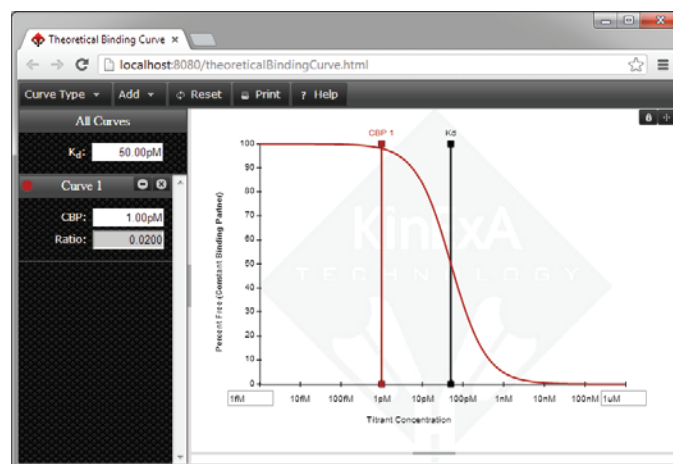 Theoretical Binding Curve
localhost:8080/theoreticalBindingCurve.html
Curve Type Add Reset Print ? Help
All Curves
Kd: 50.00pM
Curve 1
CBP: 1.00pM
Ratio: 0.0200
CBP 1 Kd
100
90
80
70
60
50
40
30
20
10
0
Percent Free (Constant Binding Partner)
KinExA
TECHNOLOGY
1fM 10fM 100fM 1pM 10pM 100pM 1nM 10nM 100nM 1uM
Titrant Concentration